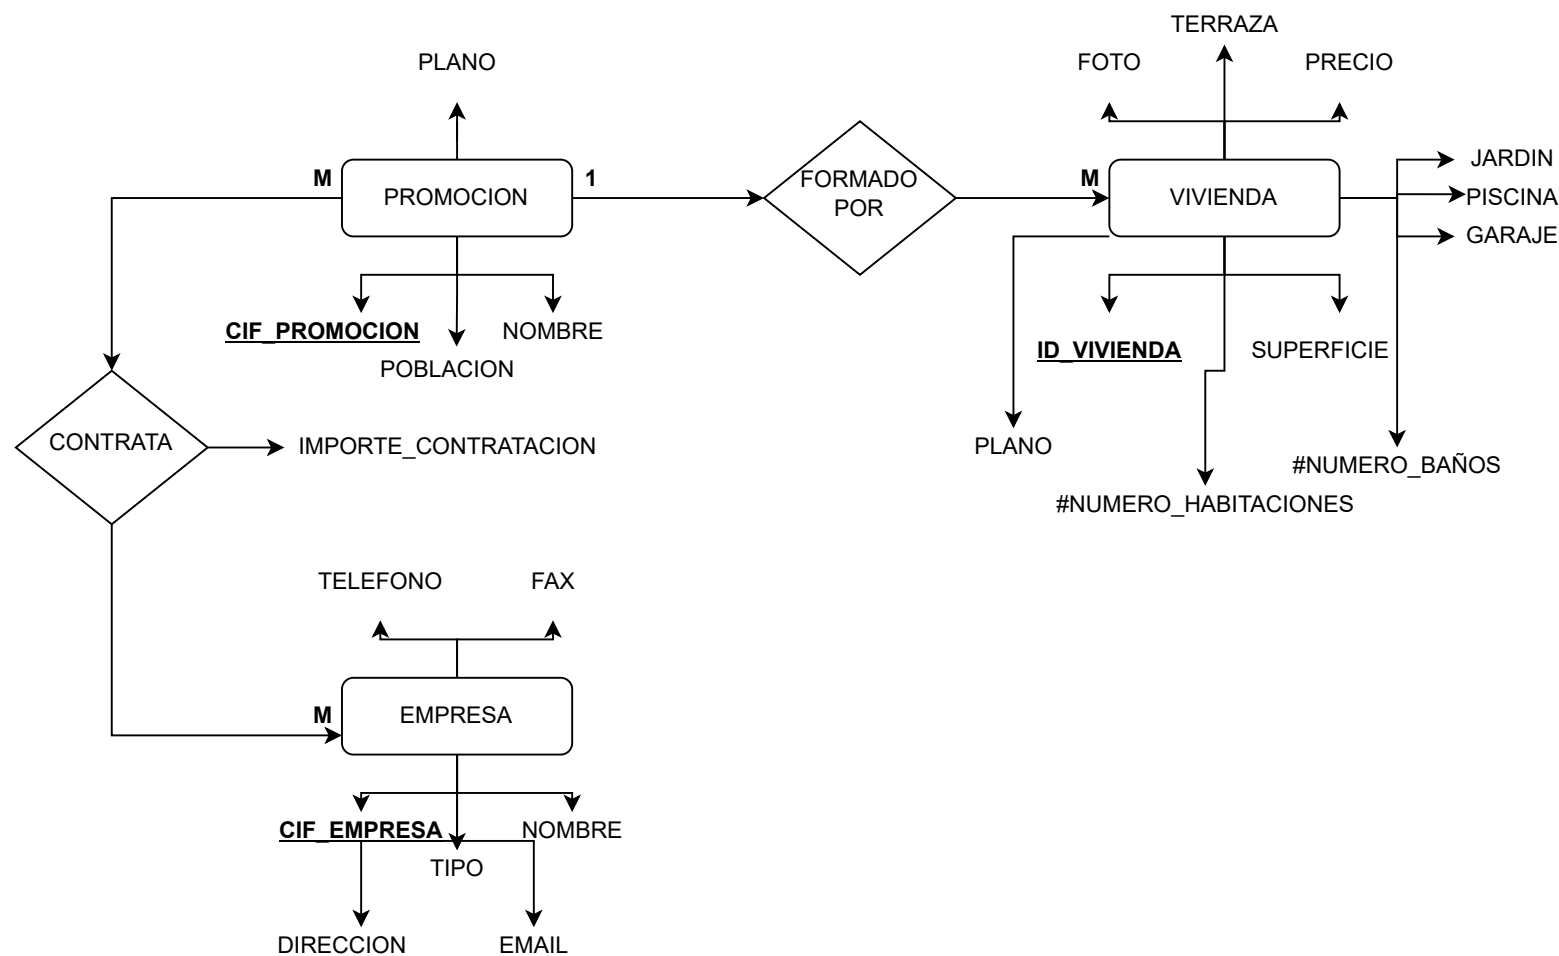 TERRAZA
PLANO
FOTO
PRECIO
M
PROMOCION
1
FORMADO
POR
M
VIVIENDA
JARDIN
PISCINA
GARAJE
CIF_PROMOCION
NOMBRE
POBLACION
ID_VIVIENDA
SUPERFICIE
CONTRATA
IMPORTE_CONTRATACION
PLANO
#NUMERO_BAÑOS
#NUMERO_HABITACIONES
TELEFONO
FAX
M
EMPRESA
CIF_EMPRESA
NOMBRE
TIPO
DIRECCION
EMAIL